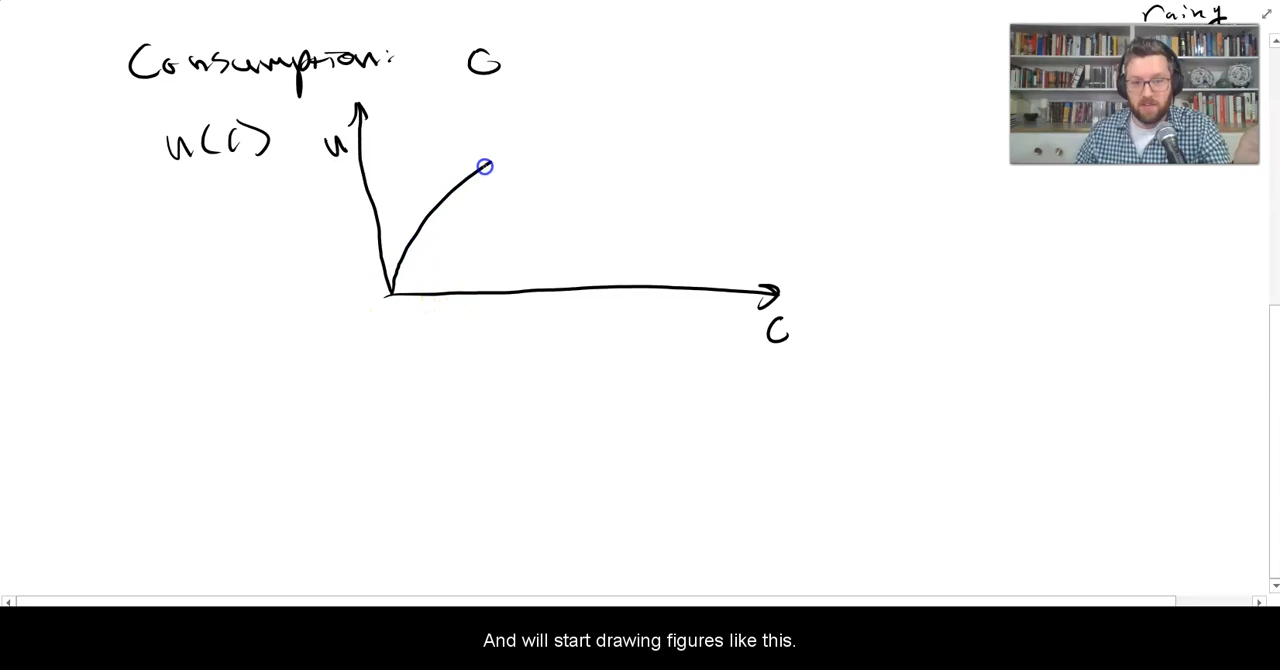 rainy
Consumption: C
u(c) u
C
And will start drawing figures like this.